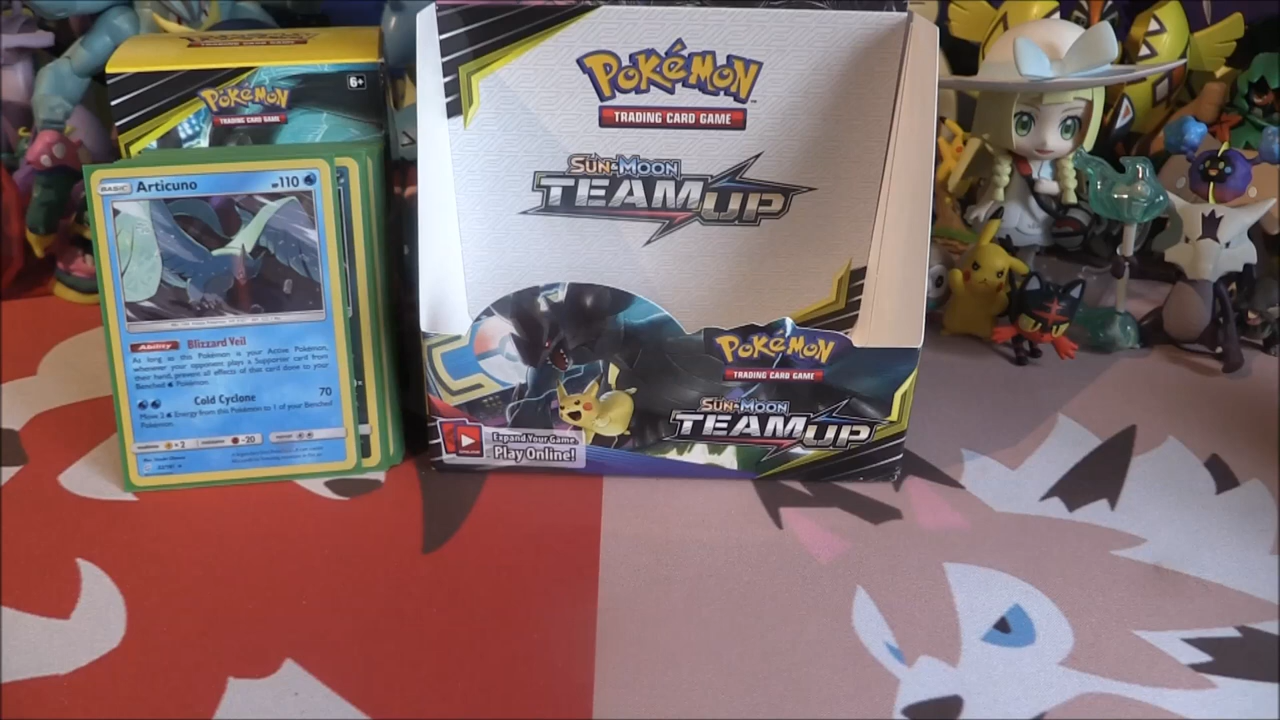 POKéMON
TRADING CARD GAME
6+
BASIC Articuno HP110
Ability Blizzard Veil
As long as this Pokémon is your Active Pokémon,
whenever your opponent plays a Supporter card from
their hand, prevent all effects of that card done to your
Benched Pokémon.
Cold Cyclone 70
Move 2 Energy from this Pokémon to 1 of your Benched
Pokémon.
×2
-20
POKéMON
TRADING CARD GAME
SUN & MOON
TEAM UP
POKéMON
TRADING CARD GAME
SUN & MOON
TEAM UP
ONLINE
Expand Your Game
Play Online!